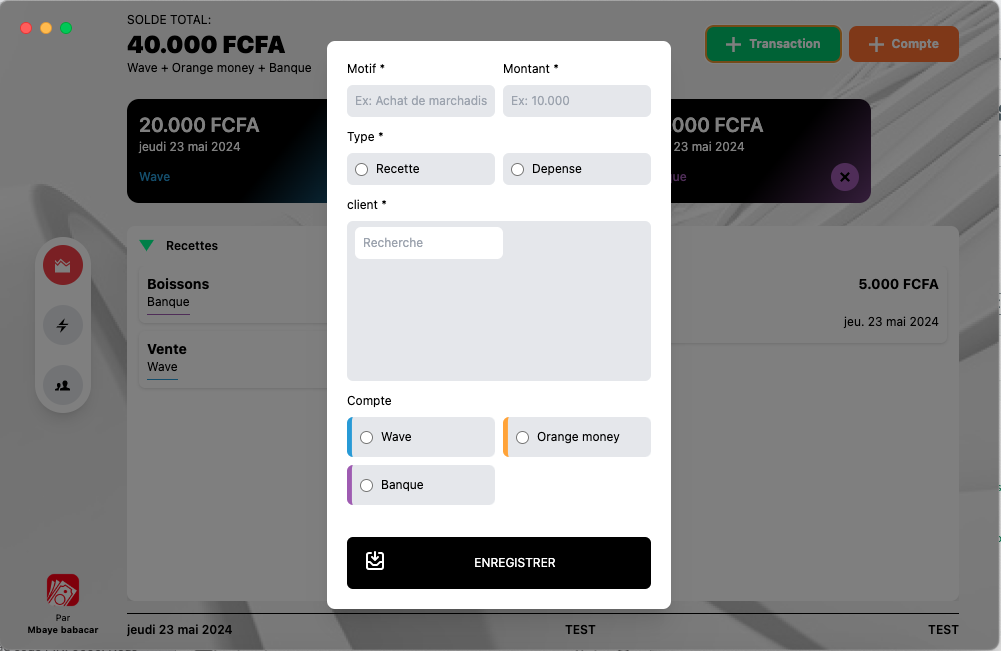 SOLDE TOTAL:
40.000 FCFA
Wave + Orange money + Banque
Transaction
Compte
20.000 FCFA
jeudi 23 mai 2024
Wave
000 FCFA
23 mai 2024
ue
Recettes
Boissons
Banque
Vente
Wave
5.000 FCFA
jeu. 23 mai 2024
Motif *
Montant *
Ex: Achat de marchadis
Ex: 10.000
Type *
Recette
Depense
client *
Recherche
Compte
Wave
Orange money
Banque
ENREGISTRER
Par
Mbaye babacar
jeudi 23 mai 2024
TEST
TEST